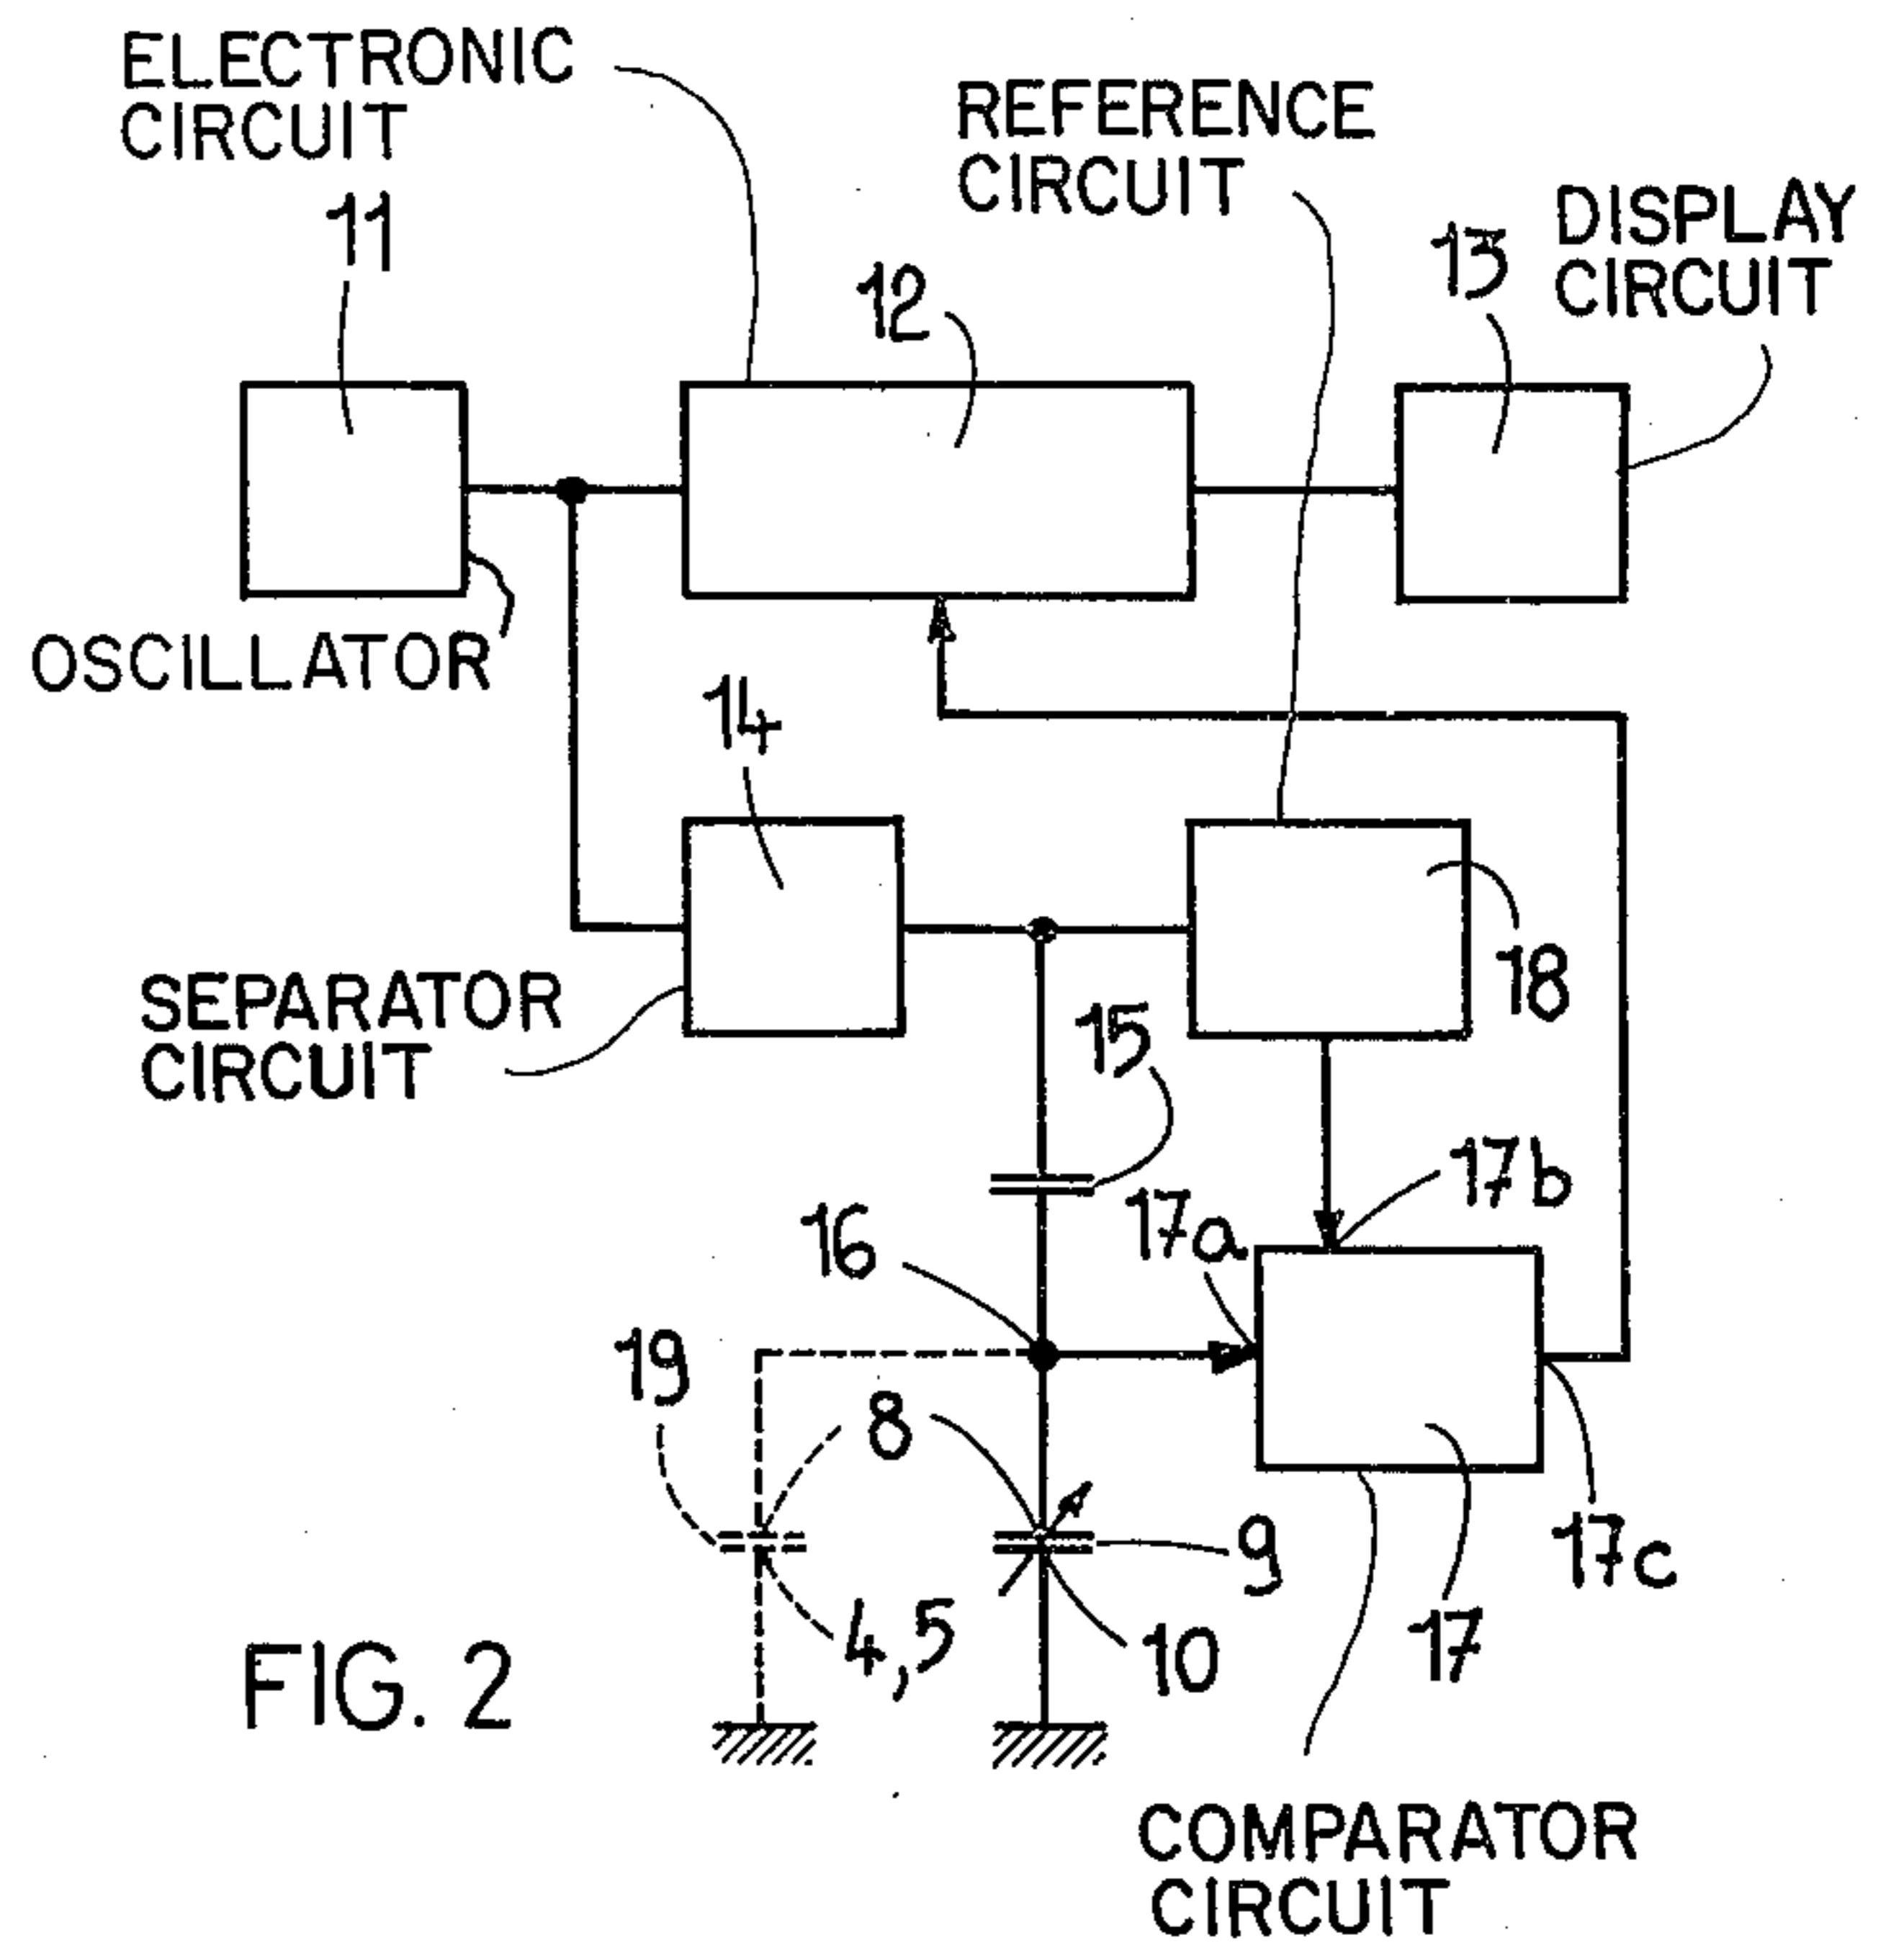 ELECTRONIC
CIRCUIT
REFERENCE
CIRCUIT
DISPLAY
CIRCUIT
11
12
13
OSCILLATOR
14
18
SEPARATOR
CIRCUIT
15
17b
17a
16
19
8
9
17c
4,5
10
17
FIG. 2
COMPARATOR
CIRCUIT